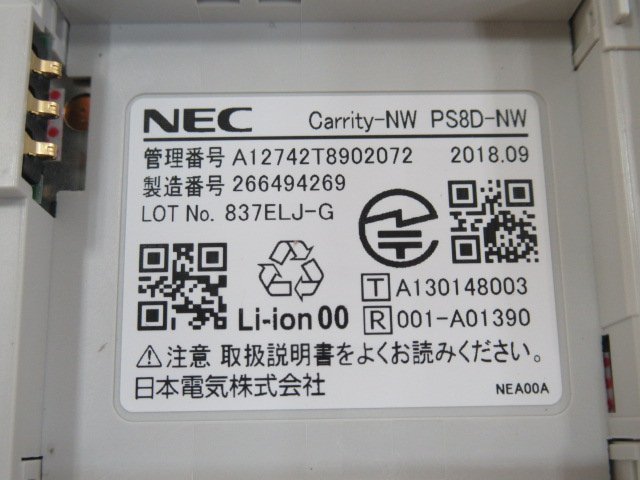 NEC Carrity-NW PS8D-NW
管理番号 A12742T8902072 2018.09
製造番号 266494269
LOT No. 837ELJ-G
T A130148003
Li-ion 00 R 001-A01390
⚠注意 取扱説明書をよくお読みください。
日本電気株式会社 NEA00A